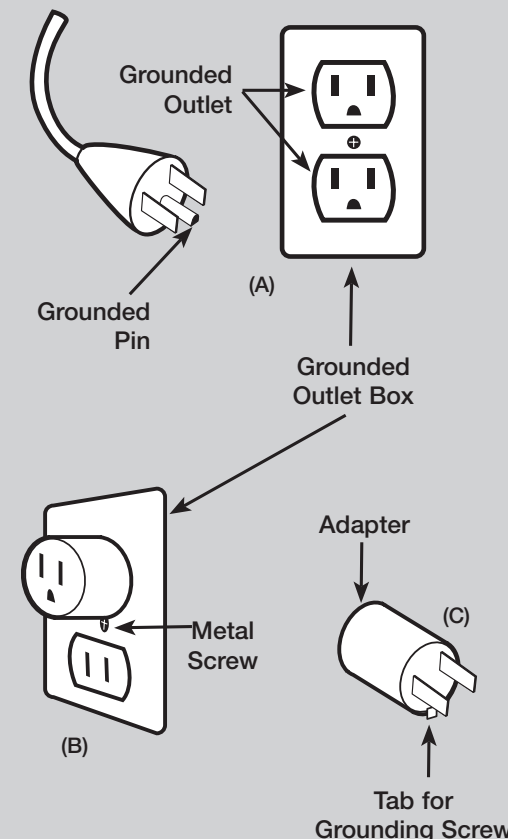 Grounded
Outlet
(A)
Grounded
Pin
Grounded
Outlet Box
Adapter
(C)
Metal
Screw
(B)
Tab for
Grounding Screw